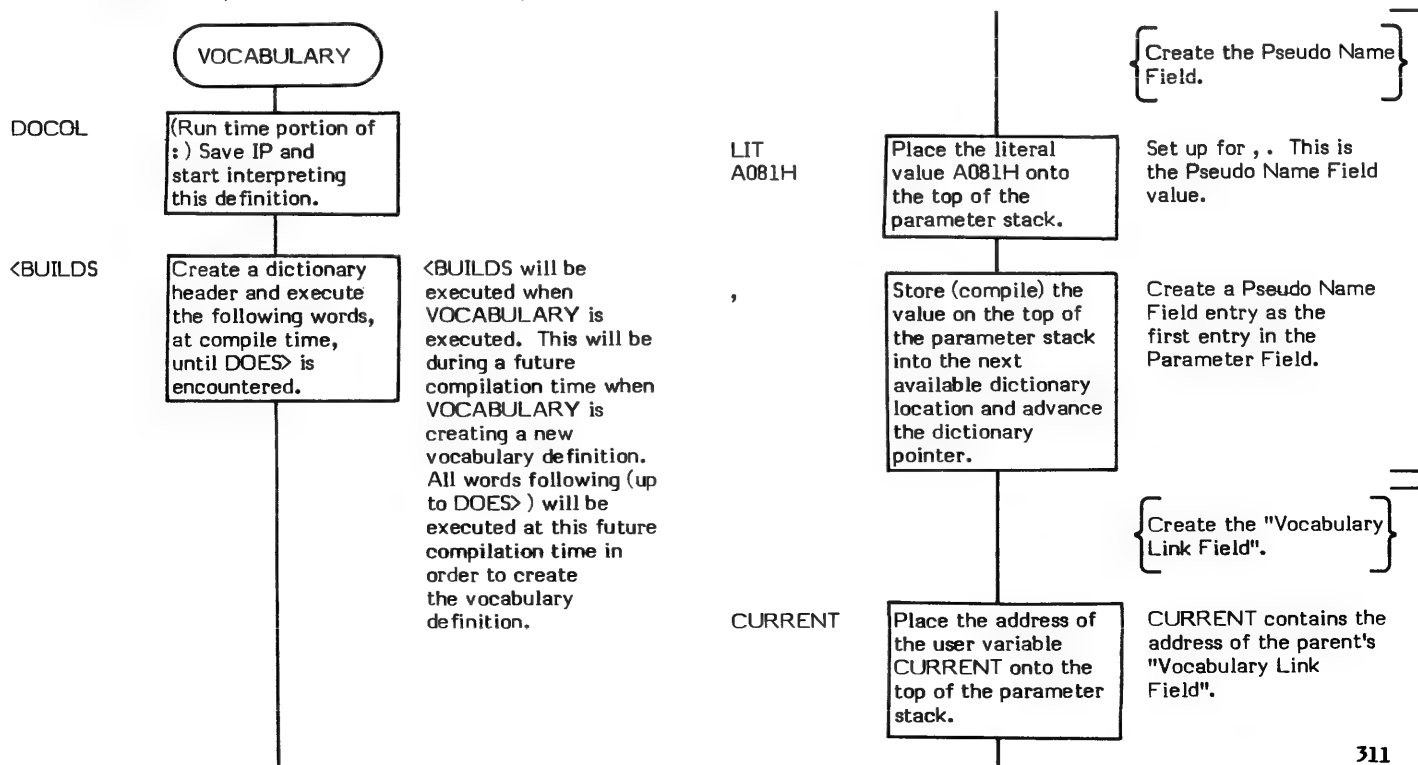 VOCABULARY
DOCOL
(Run time portion of
: ) Save IP and
start interpreting
this definition.
<BUILDS
Create a dictionary
header and execute
the following words,
at compile time,
until DOES> is
encountered.
<BUILDS will be
executed when
VOCABULARY is
executed. This will be
during a future
compilation time when
VOCABULARY is
creating a new
vocabulary definition.
All words following (up
to DOES> ) will be
executed at this future
compilation time in
order to create
the vocabulary
definition.
Create the Pseudo Name
Field.
LIT
A081H
Place the literal
value A081H onto
the top of the
parameter stack.
Set up for , . This is
the Pseudo Name Field
value.
,
Store (compile) the
value on the top of
the parameter stack
into the next
available dictionary
location and advance
the dictionary
pointer.
Create a Pseudo Name
Field entry as the
first entry in the
Parameter Field.
Create the "Vocabulary
Link Field".
CURRENT
Place the address of
the user variable
CURRENT onto the
top of the parameter
stack.
CURRENT contains the
address of the parent's
"Vocabulary Link
Field".
311